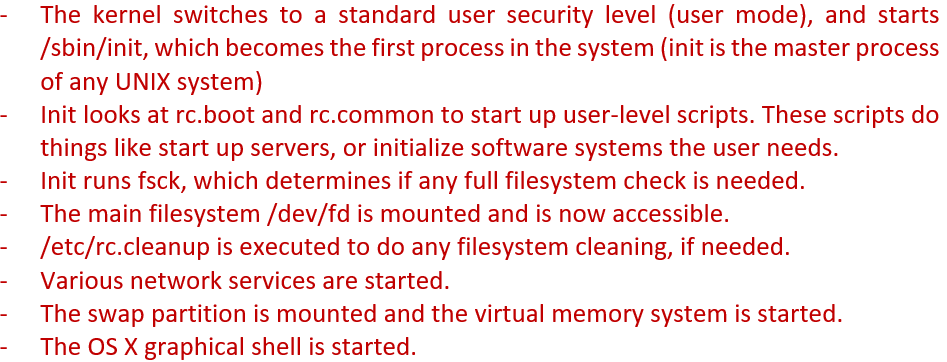 - The kernel switches to a standard user security level (user mode), and starts
/sbin/init, which becomes the first process in the system (init is the master process
of any UNIX system)
- Init looks at rc.boot and rc.common to start up user-level scripts. These scripts do
things like start up servers, or initialize software systems the user needs.
- Init runs fsck, which determines if any full filesystem check is needed.
- The main filesystem /dev/fd is mounted and is now accessible.
- /etc/rc.cleanup is executed to do any filesystem cleaning, if needed.
- Various network services are started.
- The swap partition is mounted and the virtual memory system is started.
- The OS X graphical shell is started.